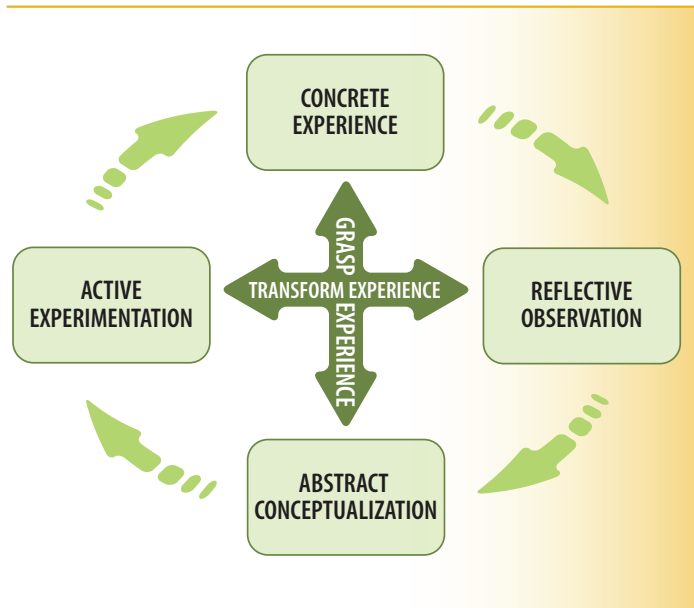 CONCRETE
EXPERIENCE
ACTIVE
EXPERIMENTATION
GRASP EXPERIENCE
TRANSFORM EXPERIENCE
REFLECTIVE
OBSERVATION
ABSTRACT
CONCEPTUALIZATION